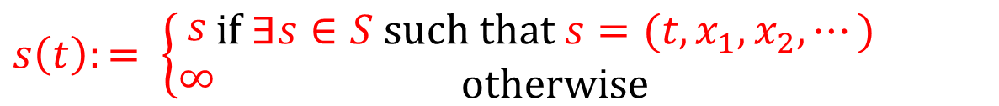 s(t):= { s if ∃s ∈ S such that s = (t, x₁, x₂, ⋯ )
∞ otherwise